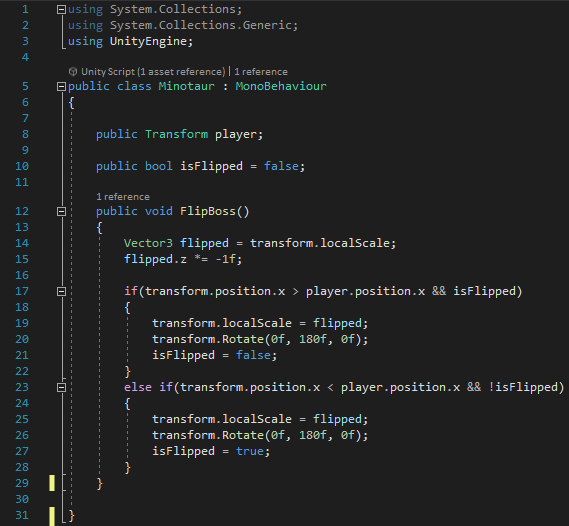 1 using System.Collections;
2 using System.Collections.Generic;
3 using UnityEngine;
4
Unity Script (1 asset reference) | 1 reference
5 public class Minotaur : MonoBehaviour
6 {
7
8 public Transform player;
9
10 public bool isFlipped = false;
11
1 reference
12 public void FlipBoss()
13 {
14 Vector3 flipped = transform.localScale;
15 flipped.z *= -1f;
16
17 if(transform.position.x > player.position.x && isFlipped)
18 {
19 transform.localScale = flipped;
20 transform.Rotate(0f, 180f, 0f);
21 isFlipped = false;
22 }
23 else if(transform.position.x < player.position.x && !isFlipped)
24 {
25 transform.localScale = flipped;
26 transform.Rotate(0f, 180f, 0f);
27 isFlipped = true;
28 }
29 }
30
31 }